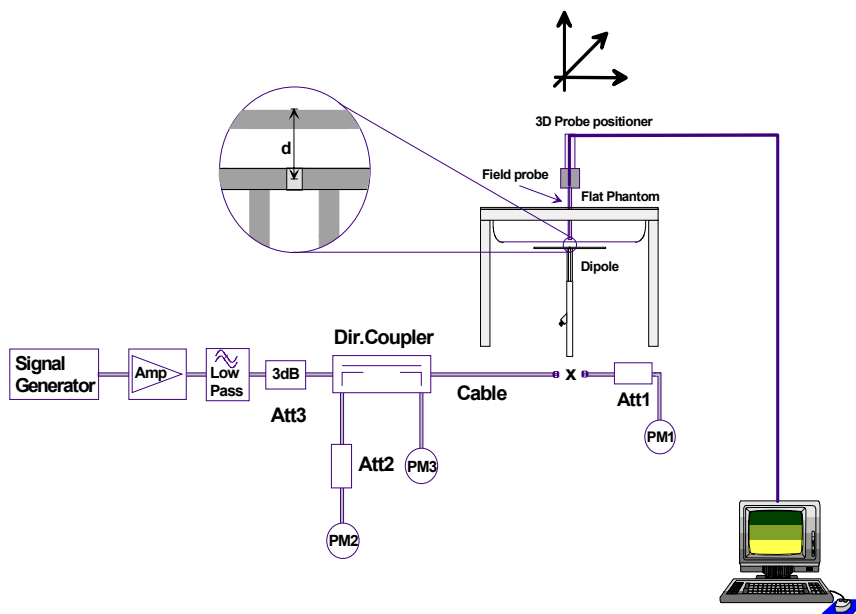 3D Probe positioner
d
Field probe
Flat Phantom
Dipole
Dir.Coupler
Signal
Generator
Amp
Low
Pass
3dB
Cable
x
Att1
Att3
Att2
PM3
PM1
PM2